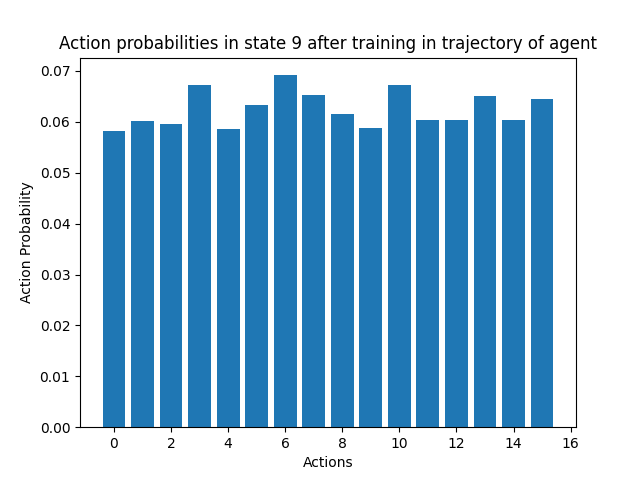 Action probabilities in state 9 after training in trajectory of agent
0.07
0.06
0.05
0.04
0.03
0.02
0.01
0.00
Action Probability
0 2 4 6 8 10 12 14 16
Actions